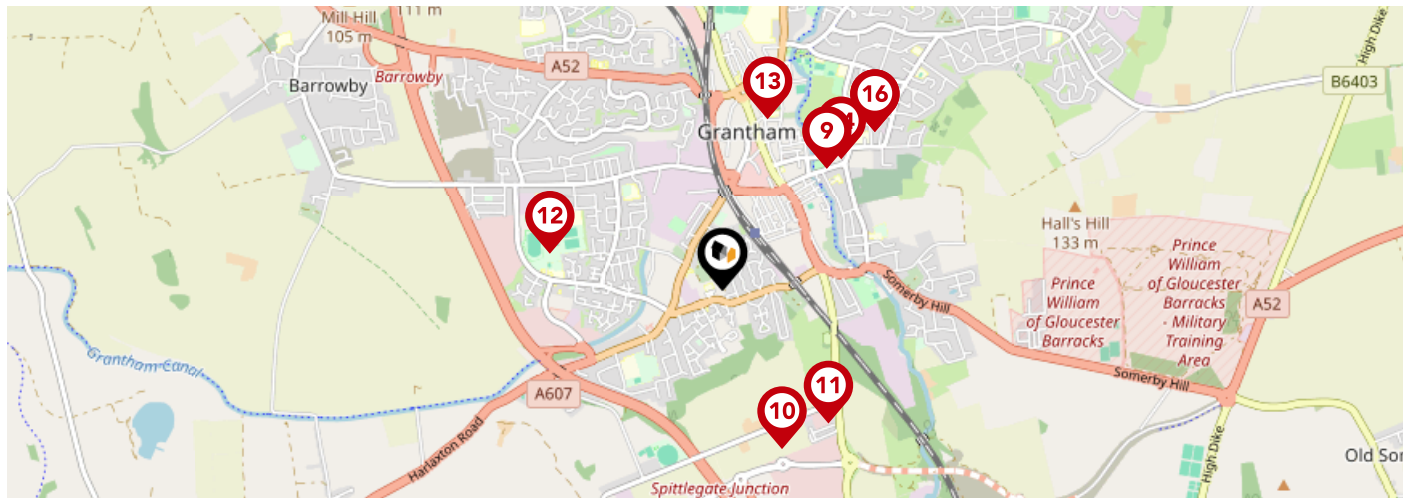 111 m
Mill Hill
105 m
High Dike
A52
Barrowby
Barrowby
B6403
13
16
4
9
Grantham
12
Hall's Hill
133 m
Prince
William
of Gloucester
Barracks
- Military
Training
Area
Prince
William
of Gloucester
Barracks
Somerby Hill
A52
Grantham Canal
Somerby Hill
A607
11
10
Harlaxton Road
High Dike
Old Som
Spittlegate Junction